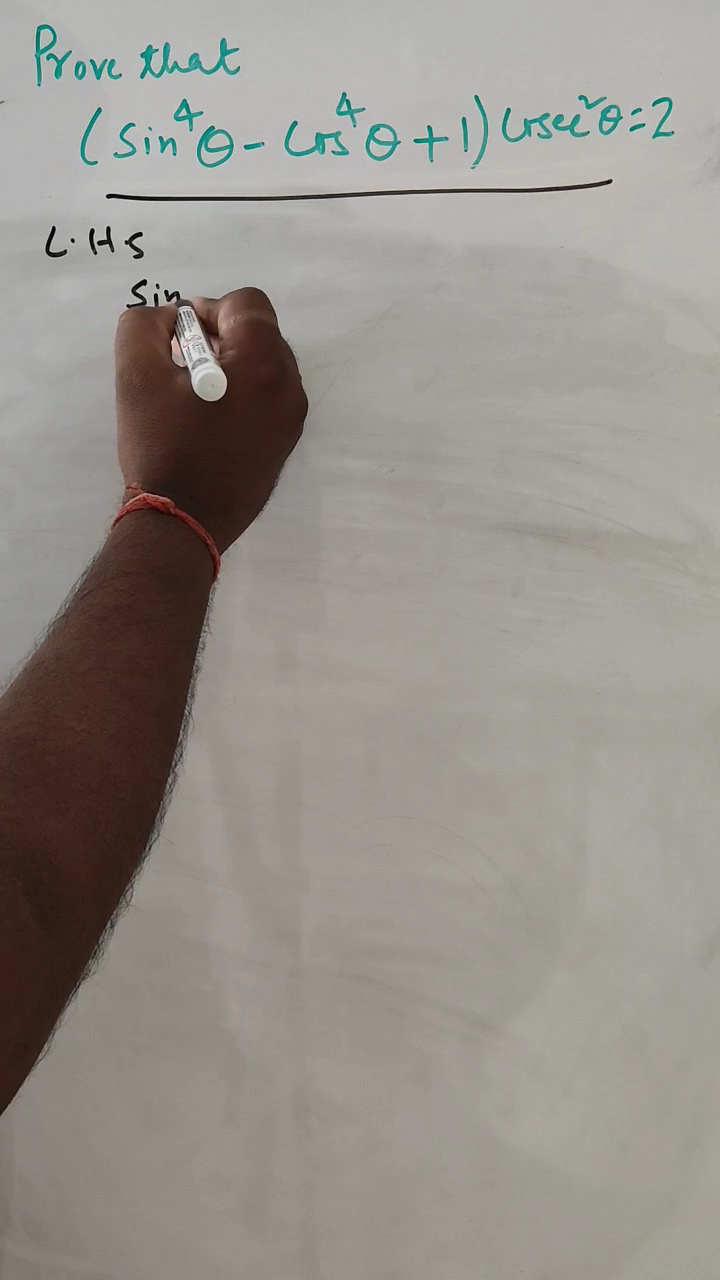 Prove that
(Sin⁴θ - Cos⁴θ + 1) Cosec²θ = 2
L.H.S
Sin